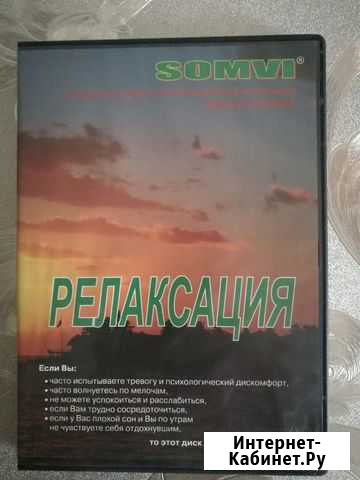 SOMVI®
РЕЛАКСАЦИЯ
Если Вы:
• часто испытываете тревогу и психологический дискомфорт,
• часто волнуетесь по мелочам,
• не можете успокоиться и расслабиться,
• если Вам трудно сосредоточиться,
• если у Вас плохой сон и Вы по утрам
не чувствуете себя отдохнувшим,
то этот диск
Интернет-
Кабинет.Ру